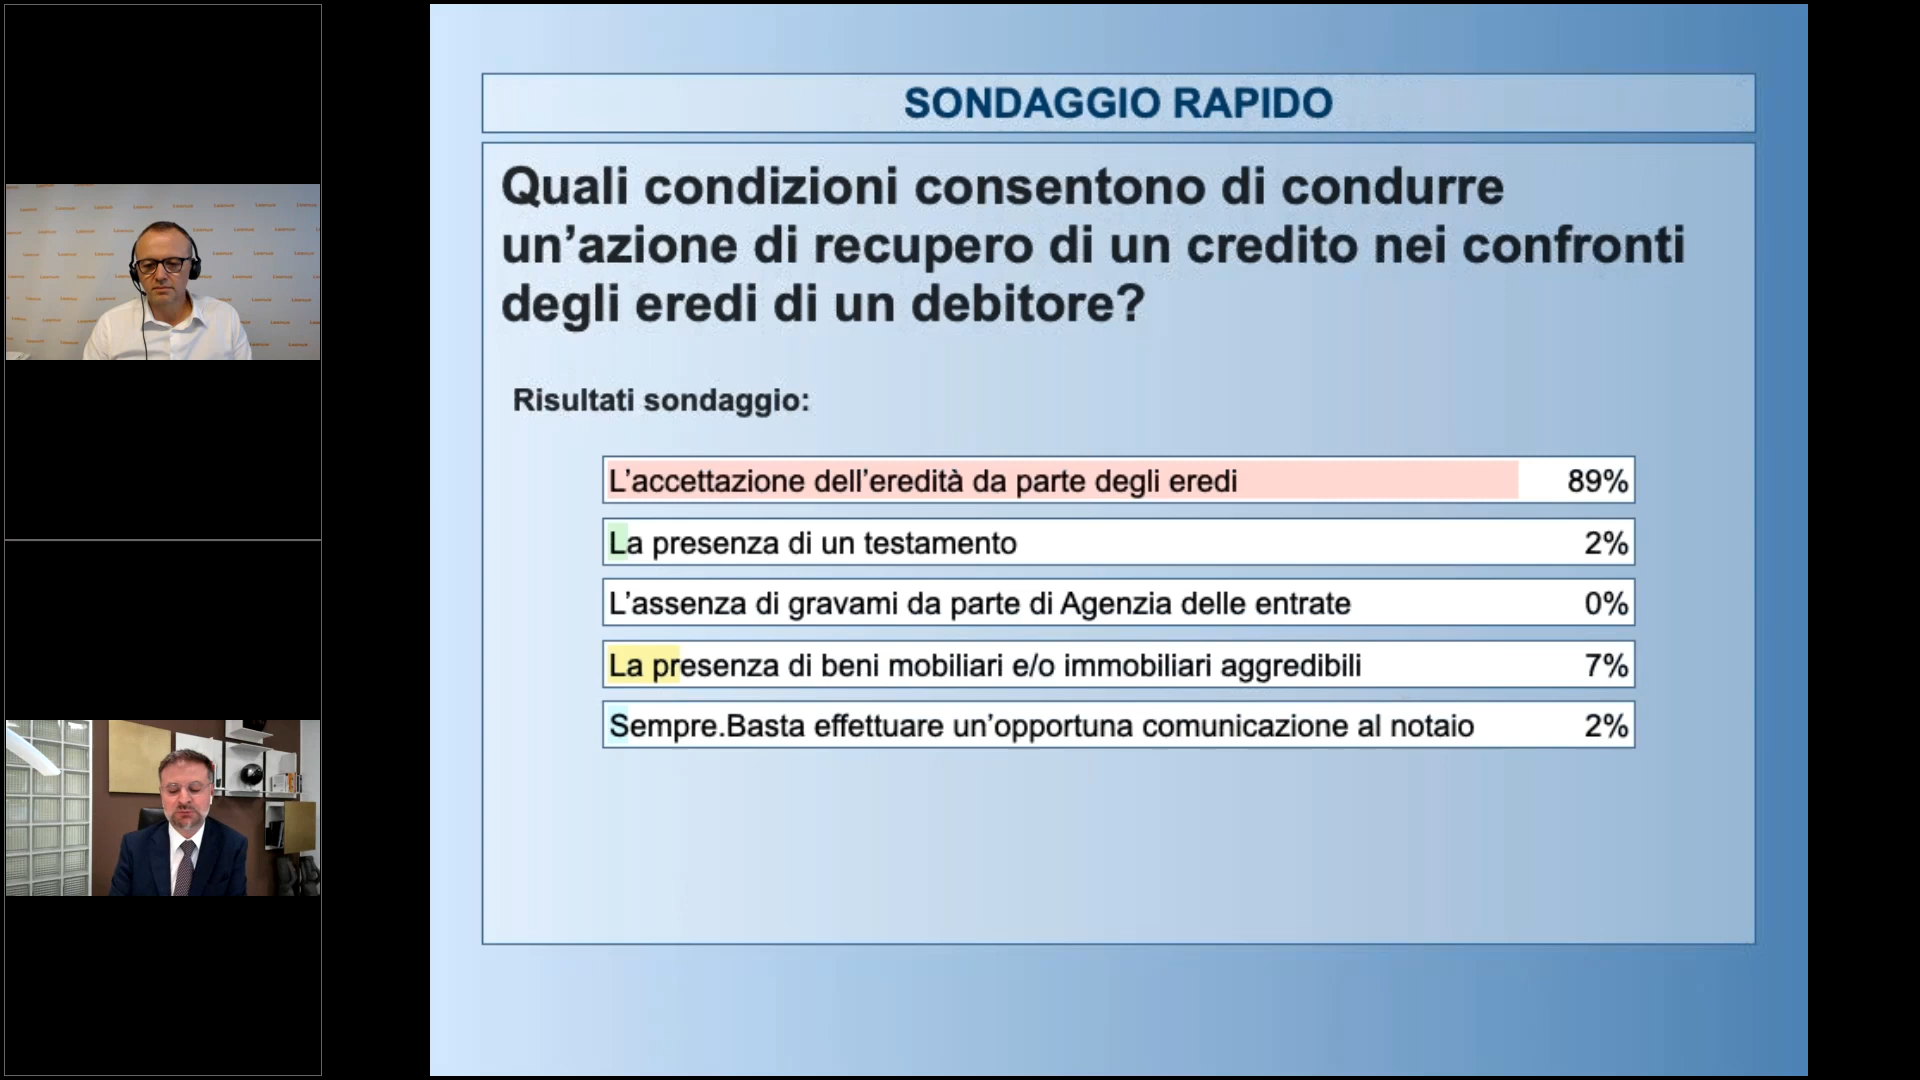 SONDAGGIO RAPIDO
Quali condizioni consentono di condurre
un’azione di recupero di un credito nei confronti
degli eredi di un debitore?
Risultati sondaggio:
L’accettazione dell’eredità da parte degli eredi 89%
La presenza di un testamento 2%
L’assenza di gravami da parte di Agenzia delle entrate 0%
La presenza di beni mobiliari e/o immobiliari aggredibili 7%
Sempre.Basta effettuare un’opportuna comunicazione al notaio 2%